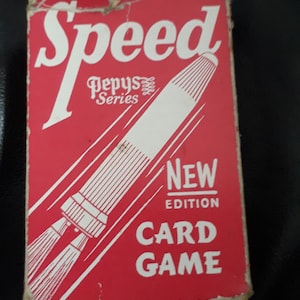 Speed
Pepys
Series
NEW
EDITION
CARD
GAME